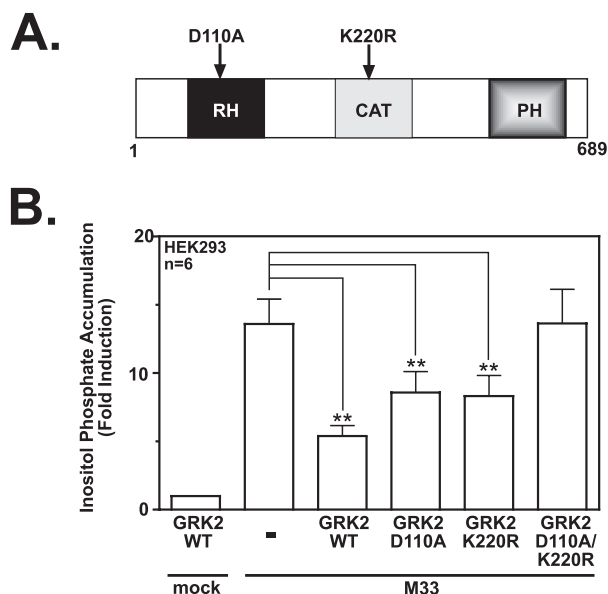 A.
D110A K220R
RH CAT PH
1 689
B.
Inositol Phosphate Accumulation
(Fold Induction)
20
10
0
HEK293
n=6
** ** **
GRK2 WT
-
GRK2 WT
GRK2 D110A
GRK2 K220R
GRK2 D110A/ K220R
mock M33